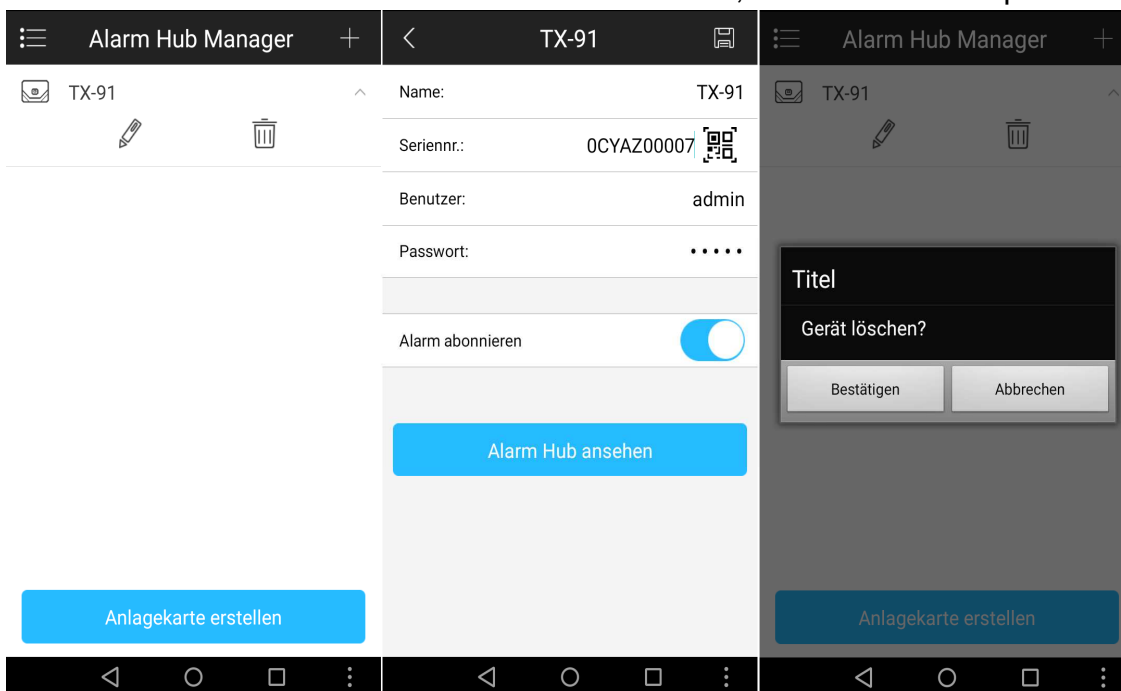 Alarm Hub Manager
TX-91
Anlagekarte erstellen
TX-91
Name: TX-91
Seriennr.: 0CYAZ00007
Benutzer: admin
Passwort: •••••
Alarm abonnieren
Alarm Hub ansehen
Alarm Hub Manager
TX-91
Titel
Gerät löschen?
Bestätigen Abbrechen
Anlagekarte erstellen